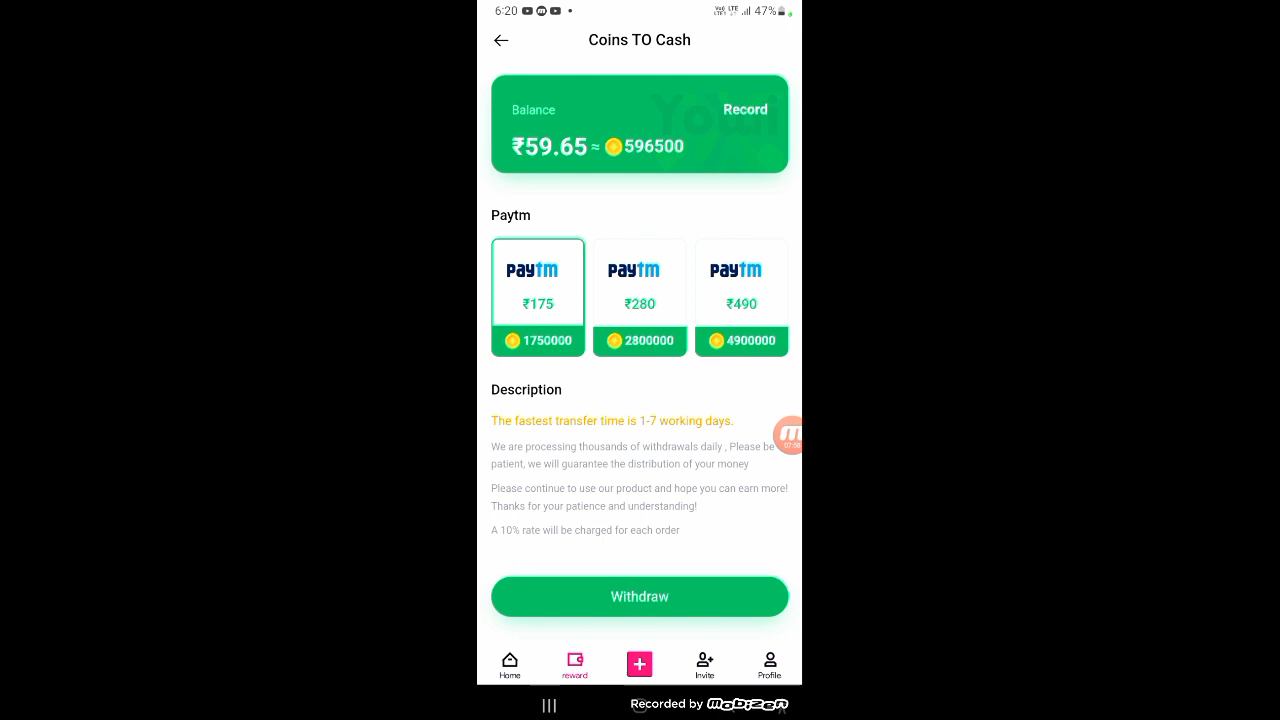 6:20
Voo) LTE
LTE1
47%
Coins TO Cash
Balance
Record
₹59.65 ≈ 596500
Yowi
Paytm
paytm paytm paytm
₹175 ₹280 ₹490
1750000 2800000 4900000
Description
The fastest transfer time is 1-7 working days.
We are processing thousands of withdrawals daily , Please be
patient, we will guarantee the distribution of your money
Please continue to use our product and hope you can earn more!
Thanks for your patience and understanding!
A 10% rate will be charged for each order
Withdraw
Home reward Invite Profile
Recorded by Mobizen